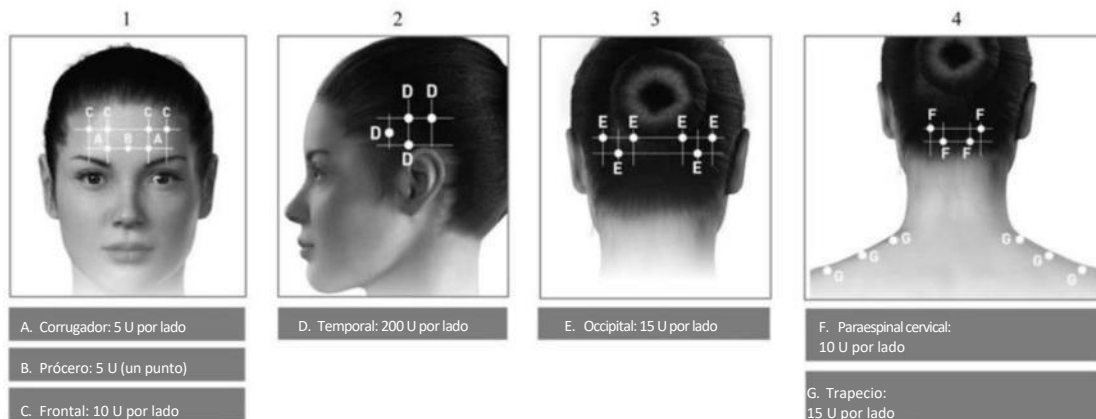 1
2
3
4
C C C C
A B A
D D
D
D
E E E E
E E
F F
F F
G G
G G
G G
A. Corrugador: 5 U por lado
B. Prócero: 5 U (un punto)
C. Frontal: 10 U por lado
D. Temporal: 200 U por lado
E. Occipital: 15 U por lado
F. Paraespinal cervical:
10 U por lado
G. Trapecio:
15 U por lado